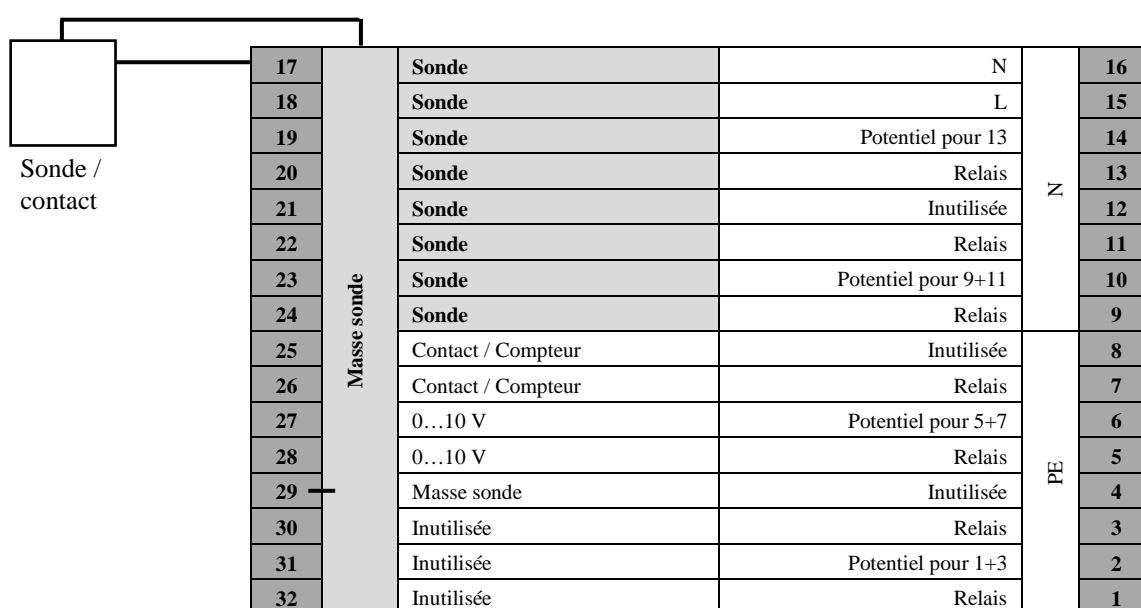 17 Sonde N 16
18 Sonde L 15
19 Sonde Potentiel pour 13 14
Sonde /
contact
20 Sonde Relais 13
N
21 Sonde Inutilisée 12
22 Sonde Relais 11
23 Sonde Potentiel pour 9+11 10
24 Sonde Relais 9
Masse sonde
25 Contact / Compteur Inutilisée 8
26 Contact / Compteur Relais 7
27 0…10 V Potentiel pour 5+7 6
28 0…10 V Relais 5
PE
29 Masse sonde Inutilisée 4
30 Inutilisée Relais 3
31 Inutilisée Potentiel pour 1+3 2
32 Inutilisée Relais 1